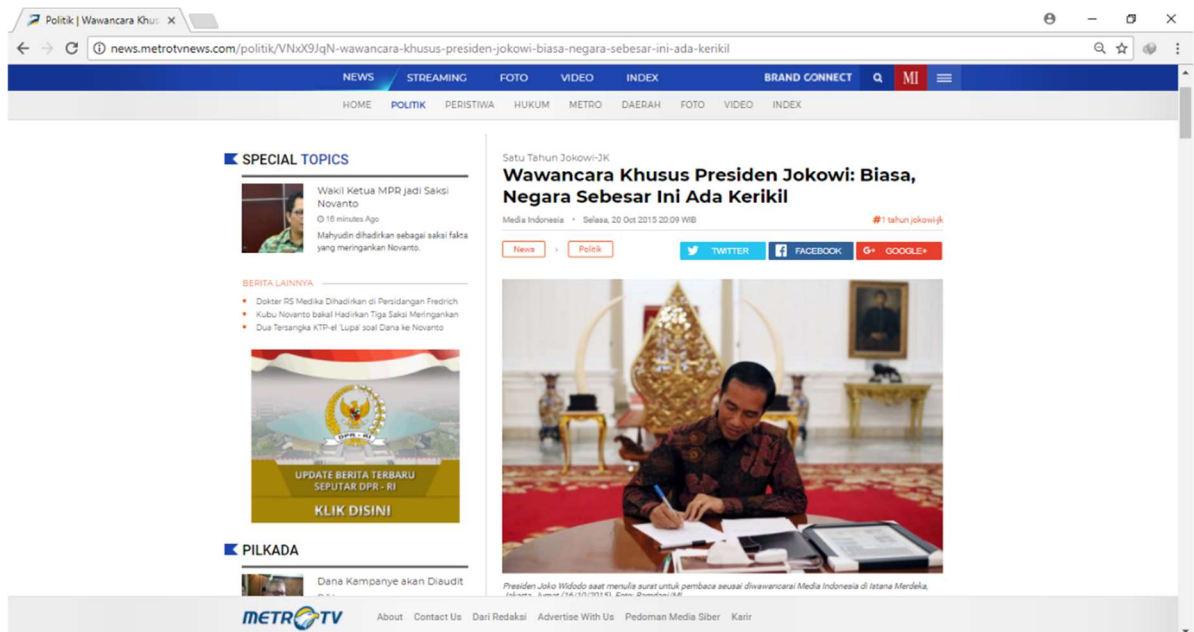 Politik | Wawancara Khus
news.metrotvnews.com/politik/VNxX9JqN-wawancara-khusus-presiden-jokowi-biasa-negara-sebesar-ini-ada-kerikil
NEWS STREAMING FOTO VIDEO INDEX BRAND CONNECT MI
HOME POLITIK PERISTIWA HUKUM METRO DAERAH FOTO VIDEO INDEX
SPECIAL TOPICS
Wakil Ketua MPR jadi Saksi
Novanto
16 minutes Ago
Mahyudin dihadirkan sebagai saksi fakta
yang meringankan Novanto.
BERITA LAINNYA
Dokter RS Medika Dihadirkan di Persidangan Fredrich
Kubu Novanto bakal Hadirkan Tiga Saksi Meringankan
Dua Tersangka KTP-el 'Lupa' soal Dana ke Novanto
DPR - RI
UPDATE BERITA TERBARU
SEPUTAR DPR - RI
KLIK DISINI
PILKADA
Dana Kampanye akan Diaudit
Satu Tahun Jokowi-JK
Wawancara Khusus Presiden Jokowi: Biasa,
Negara Sebesar Ini Ada Kerikil
Media Indonesia • Selasa, 20 Oct 2015 20:09 WIB
#1 tahun jokowi-jk
News › Politik
TWITTER FACEBOOK G+ GOOGLE+
Presiden Joko Widodo saat menulis surat untuk pembaca seusai diwawancarai Media Indonesia di Istana Merdeka,
Jakarta, Jumat (16/10/2015). Foto: Ramdani/MI
METRO TV About Contact Us Dari Redaksi Advertise With Us Pedoman Media Siber Karir